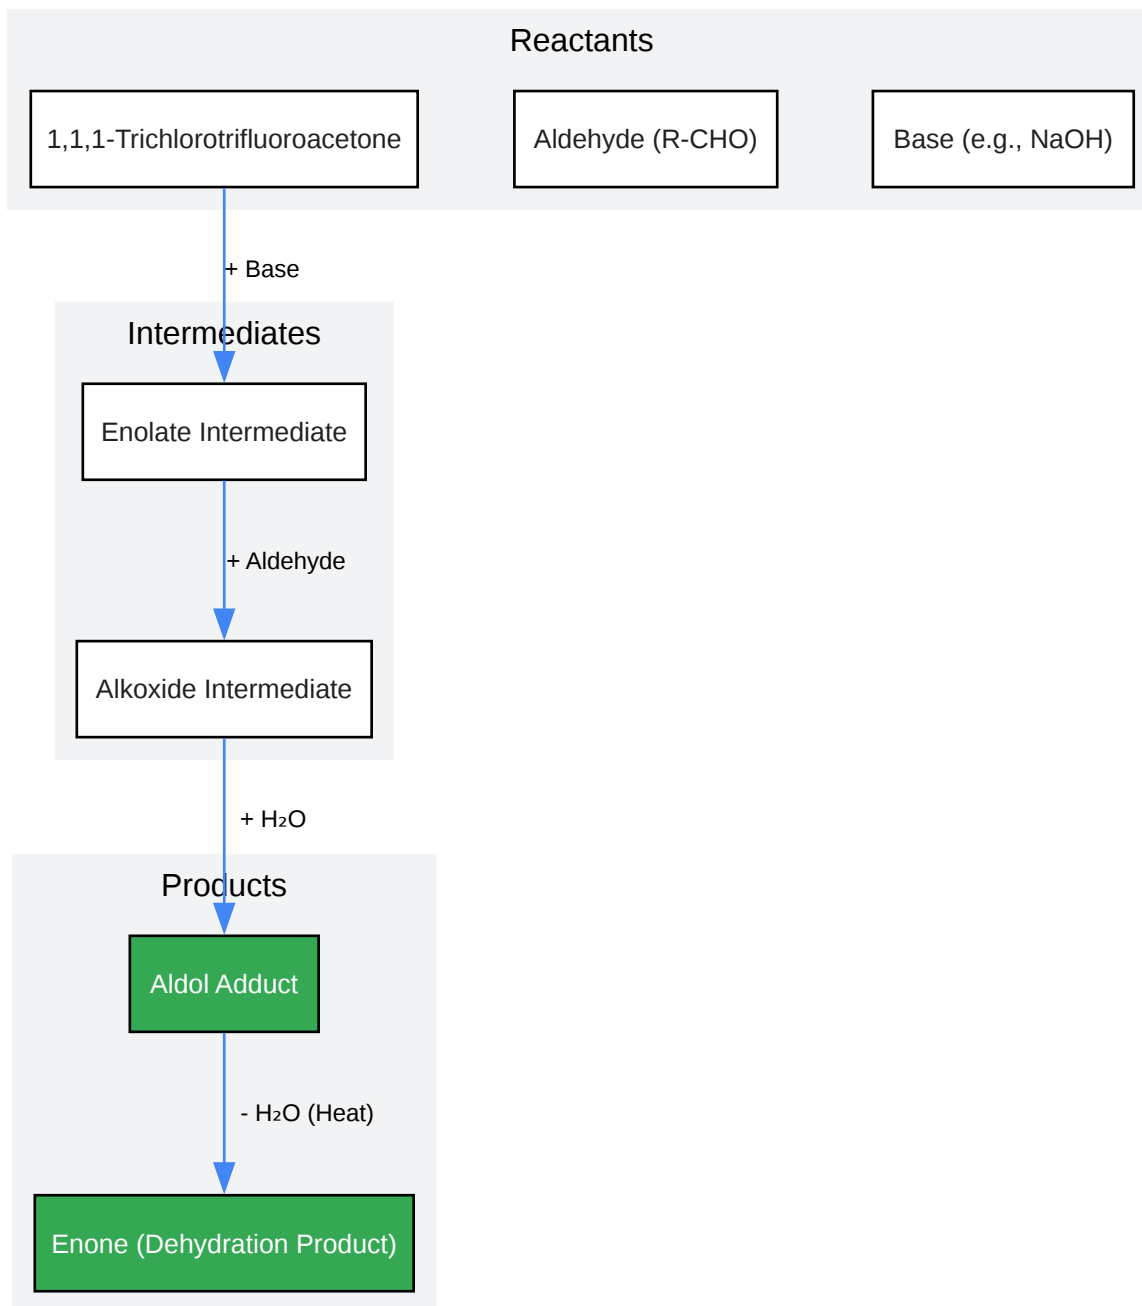 Reactants
1,1,1-Trichlorotrifluoroacetone
Aldehyde (R-CHO)
Base (e.g., NaOH)
+ Base
Intermediates
Enolate Intermediate
+ Aldehyde
Alkoxide Intermediate
+ H₂O
Products
Aldol Adduct
- H₂O (Heat)
Enone (Dehydration Product)